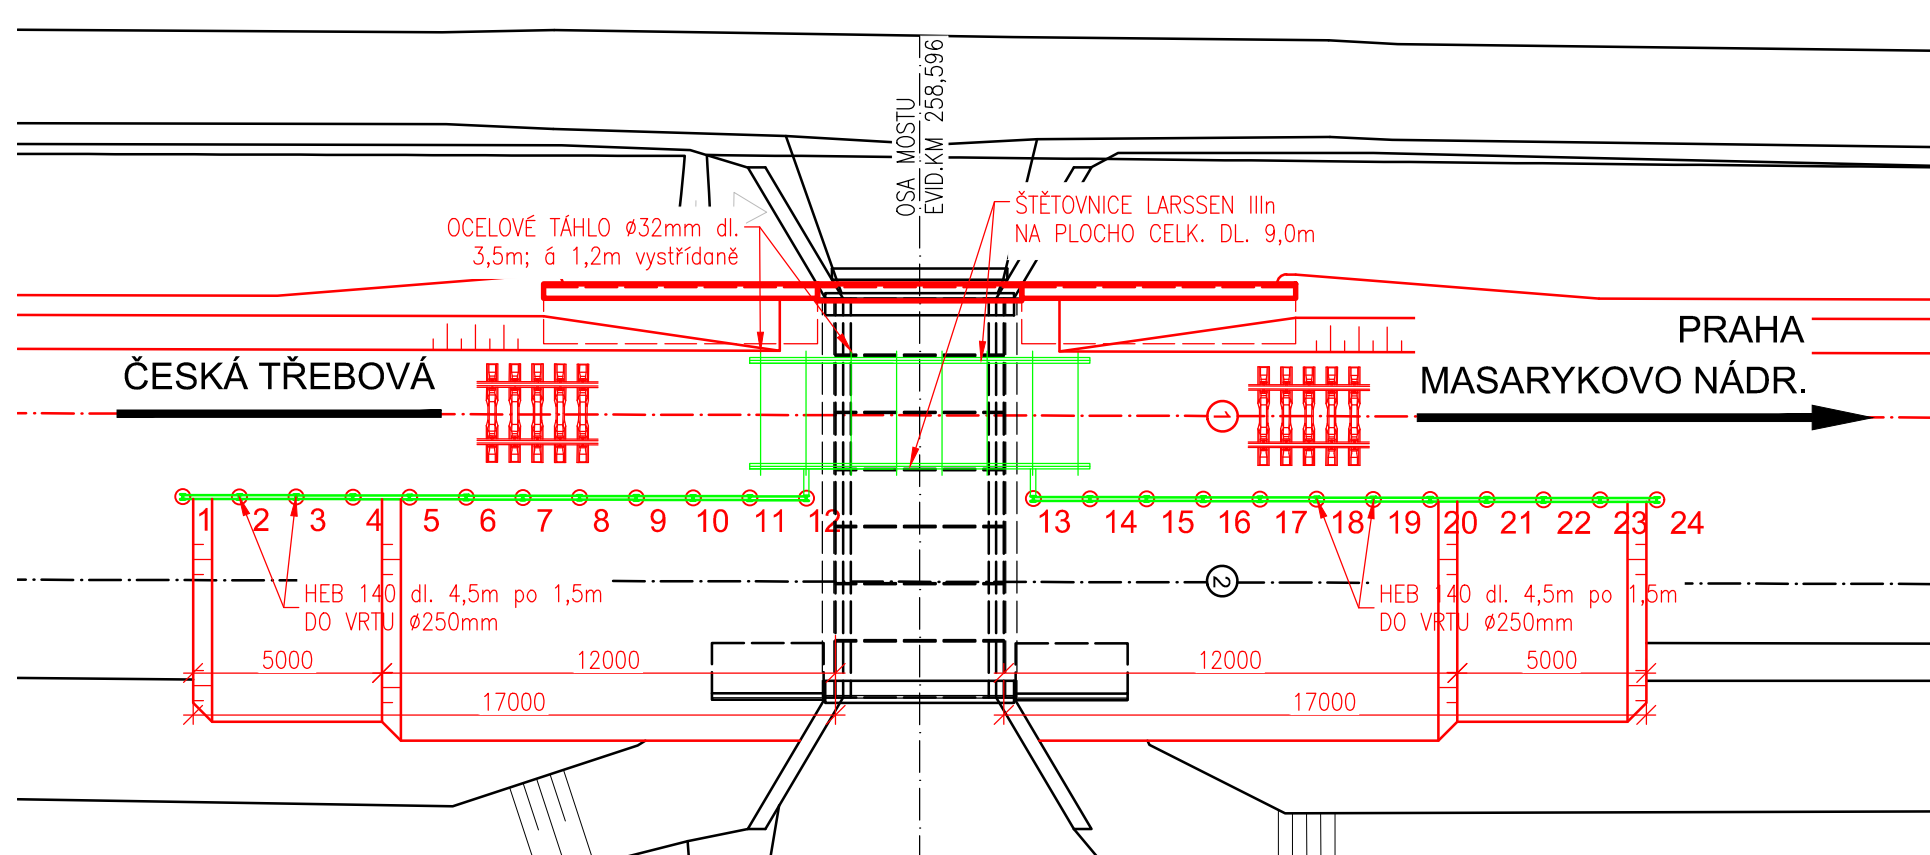 OSA MOSTU
EVID.KM 258,596
OCELOVÉ TÁHLO ø32mm dl.
3,5m; á 1,2m vystřídaně
ŠTĚTOVNICE LARSSEN IIIn
NA PLOCHO CELK. DL. 9,0m
ČESKÁ TŘEBOVÁ
PRAHA
MASARYKOVO NÁDR.
1
1 2 3 4 5 6 7 8 9 10 11 12 13 14 15 16 17 18 19 20 21 22 23 24
2
HEB 140 dl. 4,5m po 1,5m
DO VRTU ø250mm
HEB 140 dl. 4,5m po 1,5m
DO VRTU ø250mm
5000 12000 12000 5000
17000 17000